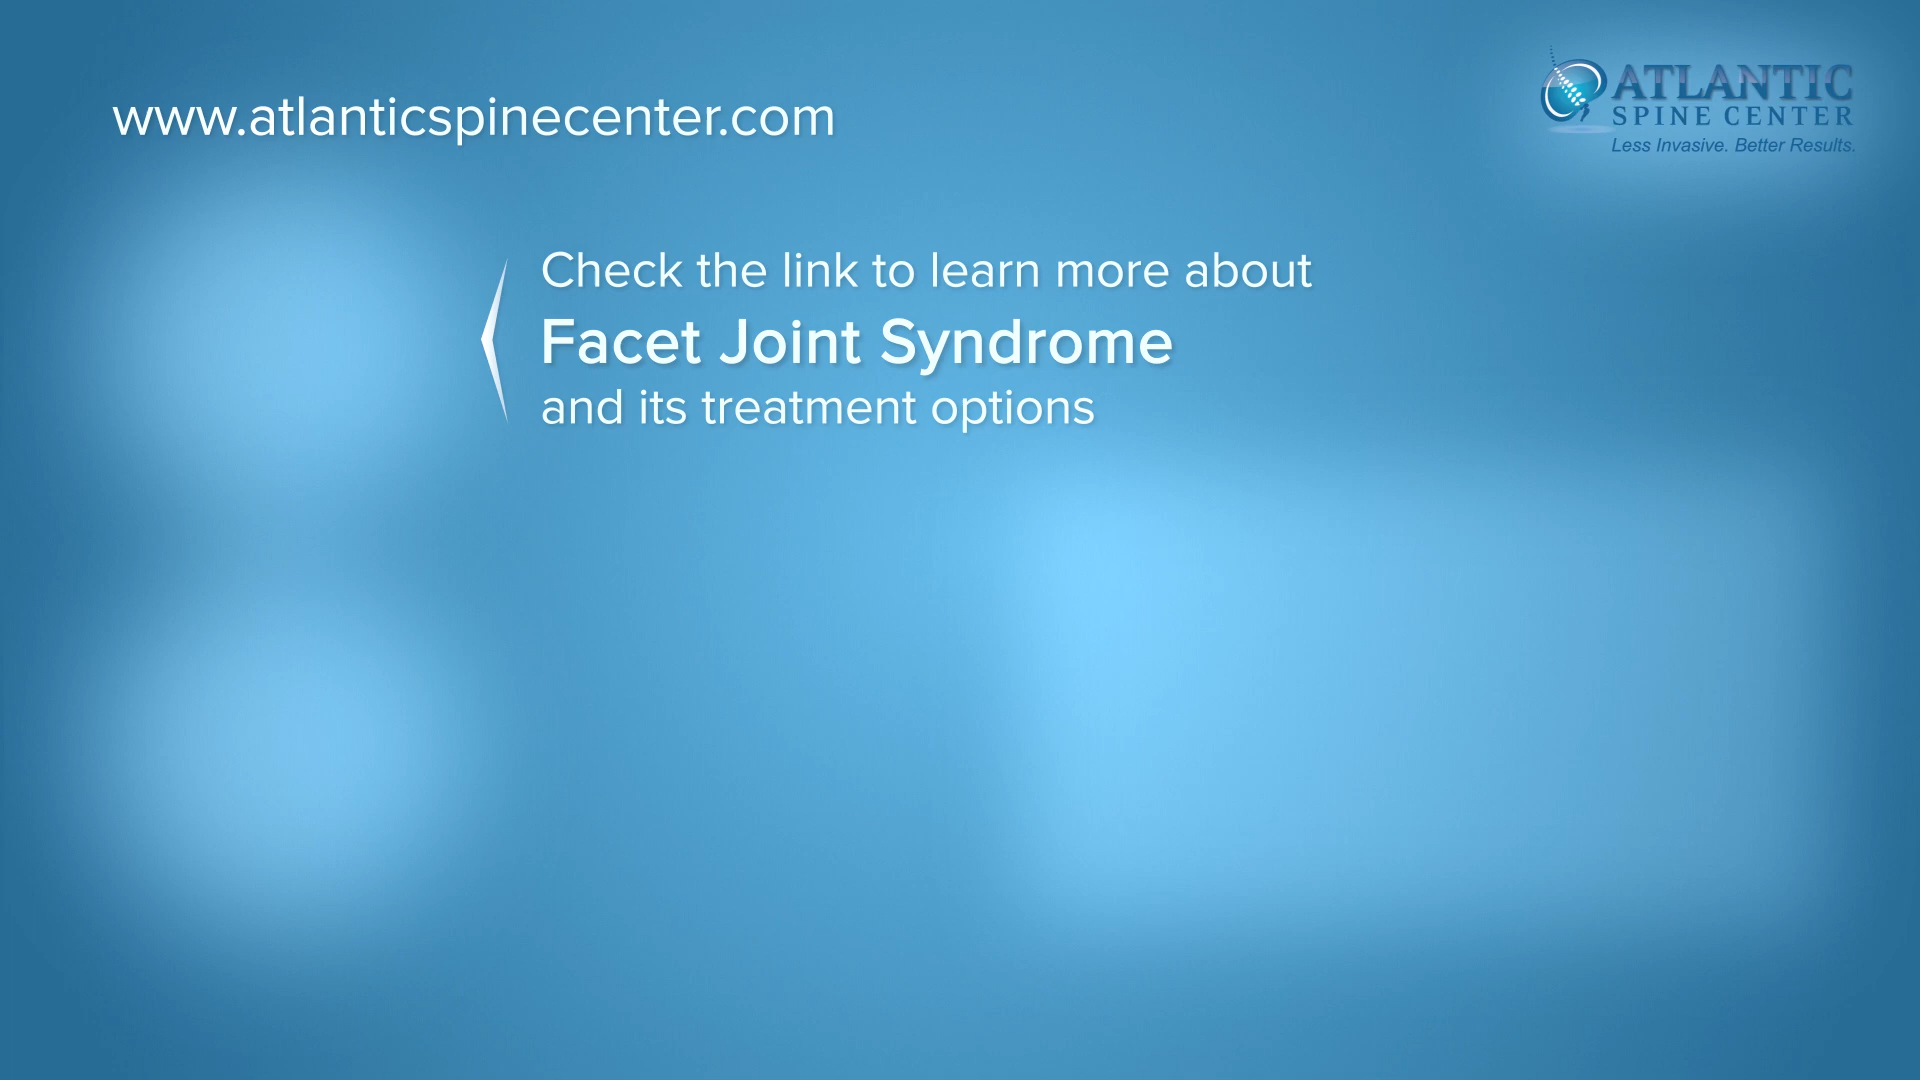 www.atlanticspinecenter.com
ATLANTIC
SPINE CENTER
Less Invasive. Better Results.
Check the link to learn more about
Facet Joint Syndrome
and its treatment options